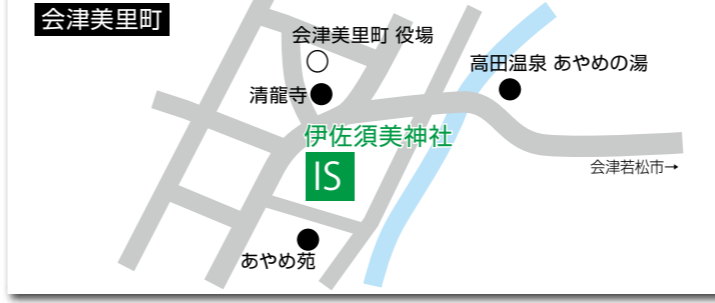 会津美里町
会津美里町 役場
高田温泉 あやめの湯
清龍寺
伊佐須美神社
会津若松市→
IS
あやめ苑